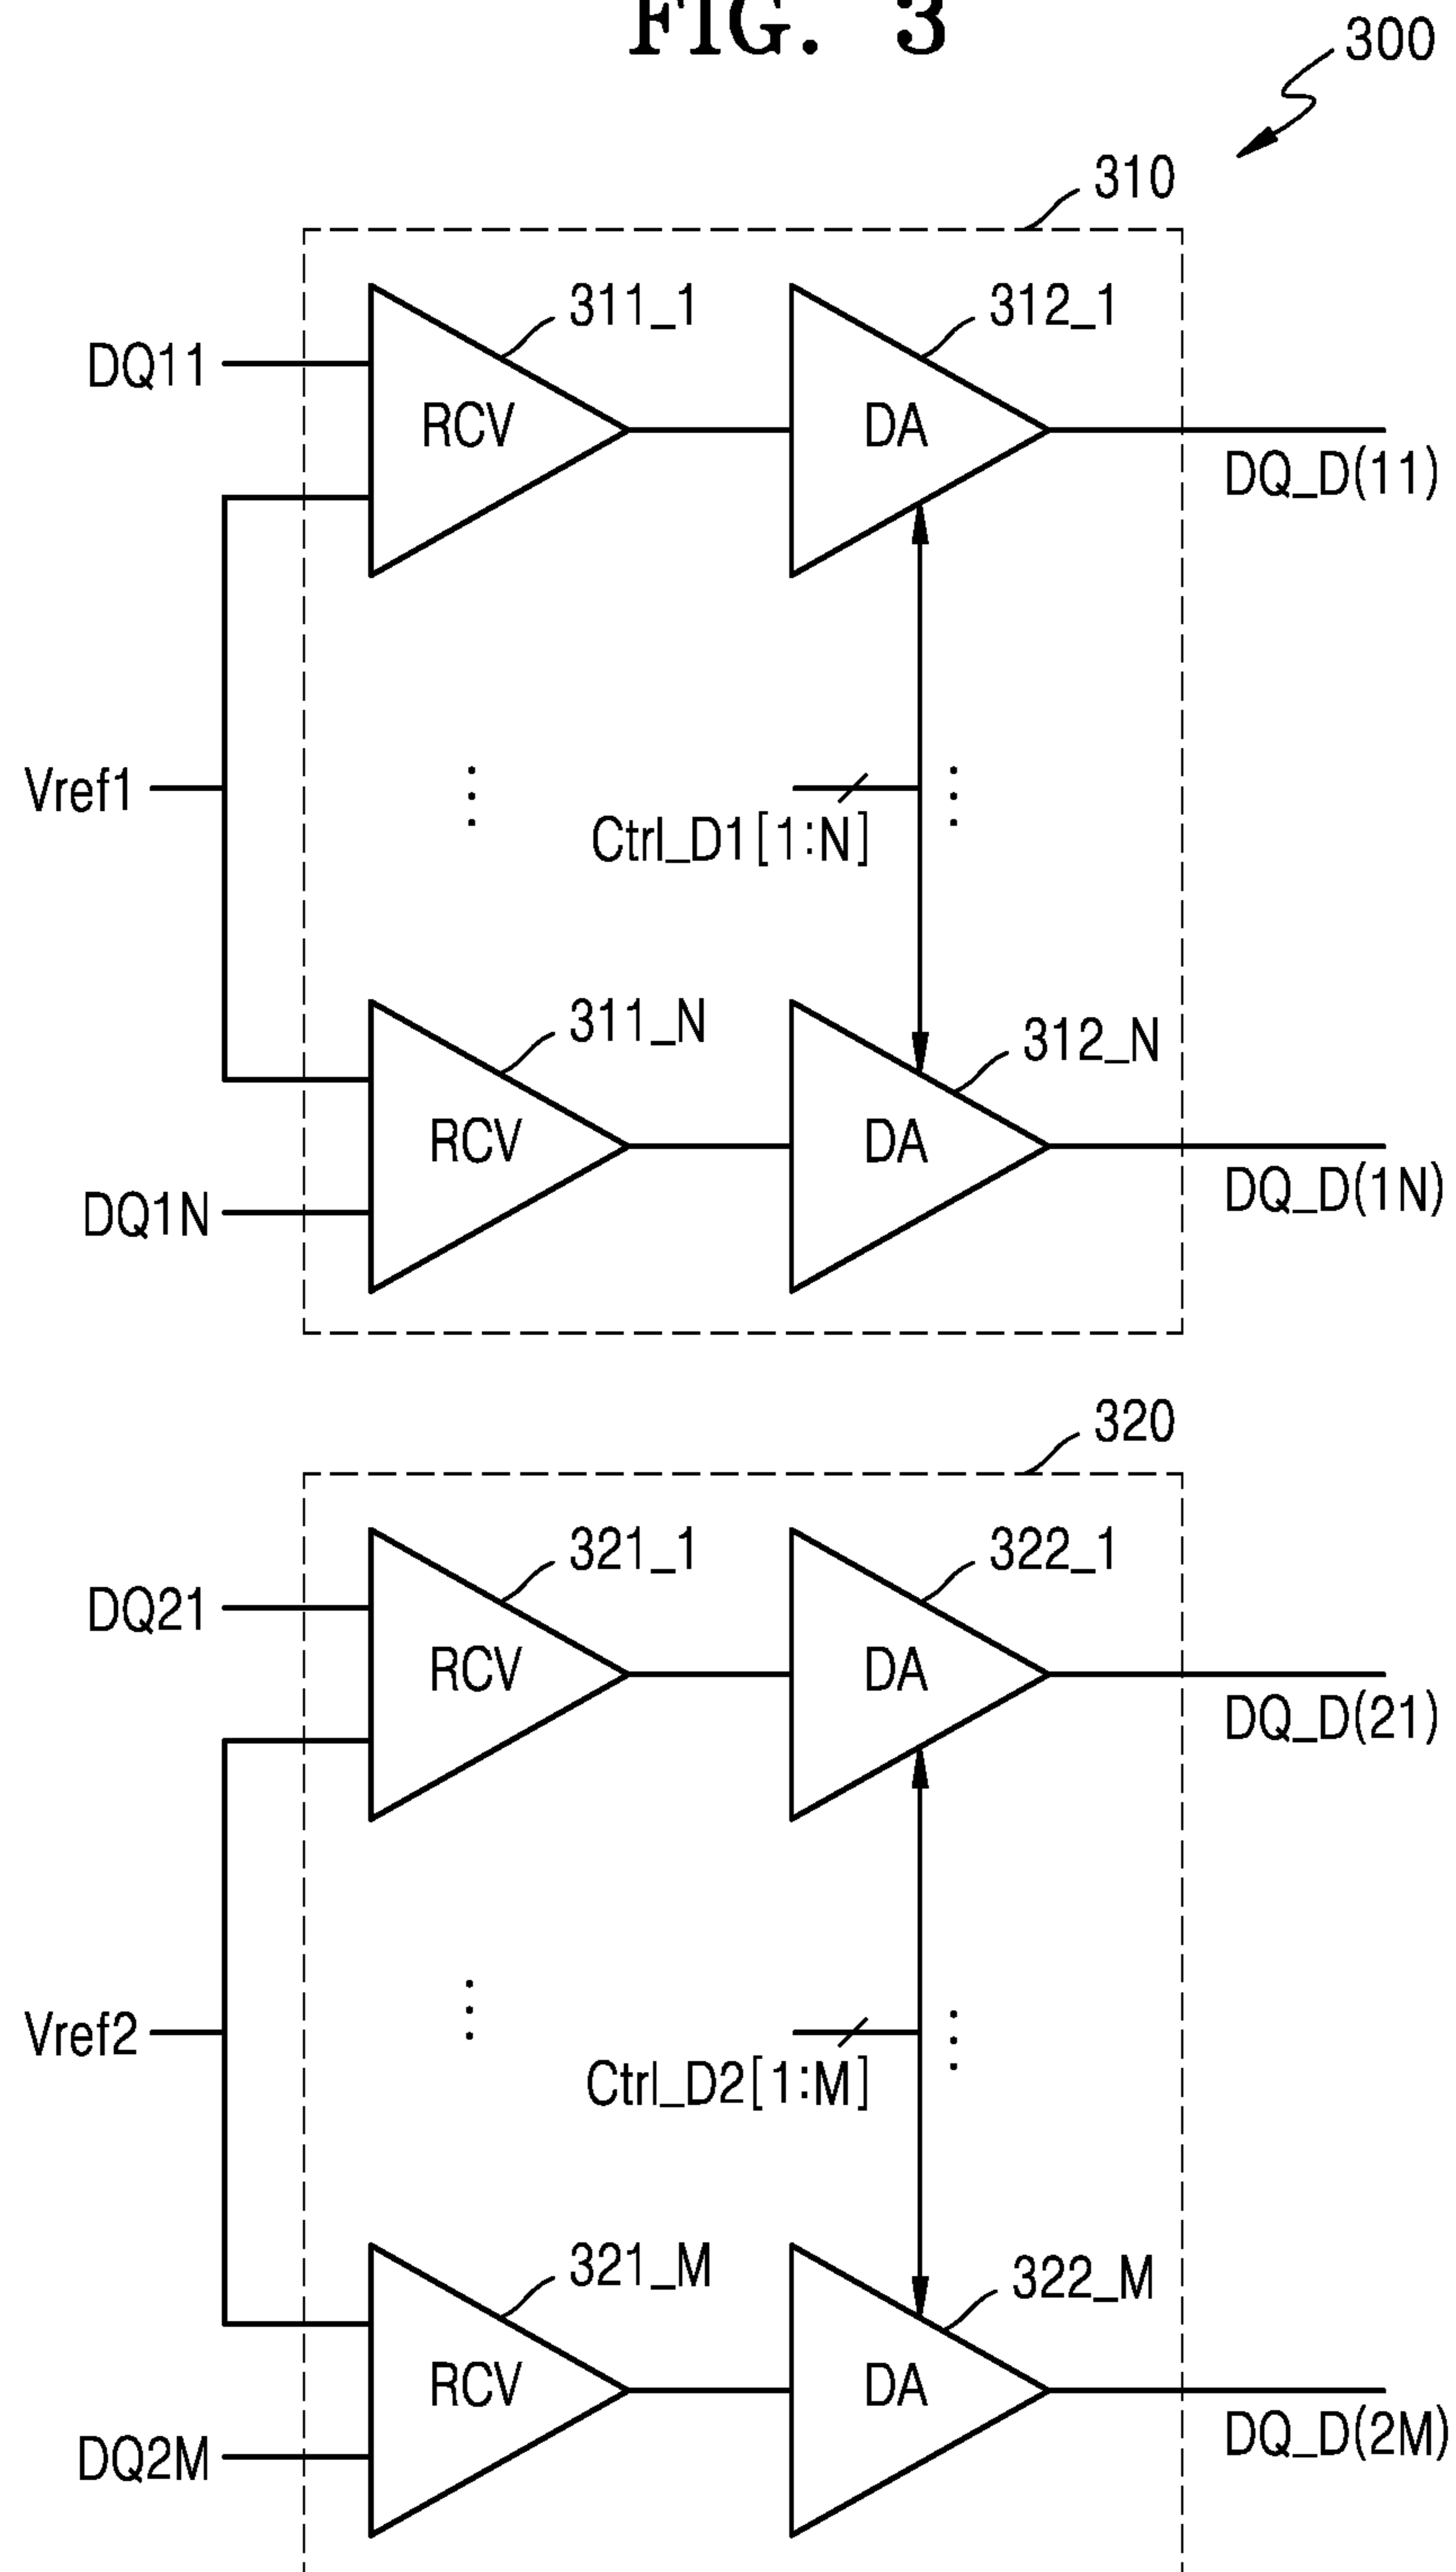 FIG. 3
300
310
311_1
312_1
DQ11
RCV
DA
DQ_D(11)
Vref1
Ctrl_D1[1:N]
311_N
312_N
RCV
DA
DQ1N
DQ_D(1N)
320
321_1
322_1
DQ21
RCV
DA
DQ_D(21)
Vref2
Ctrl_D2[1:M]
321_M
322_M
RCV
DA
DQ2M
DQ_D(2M)